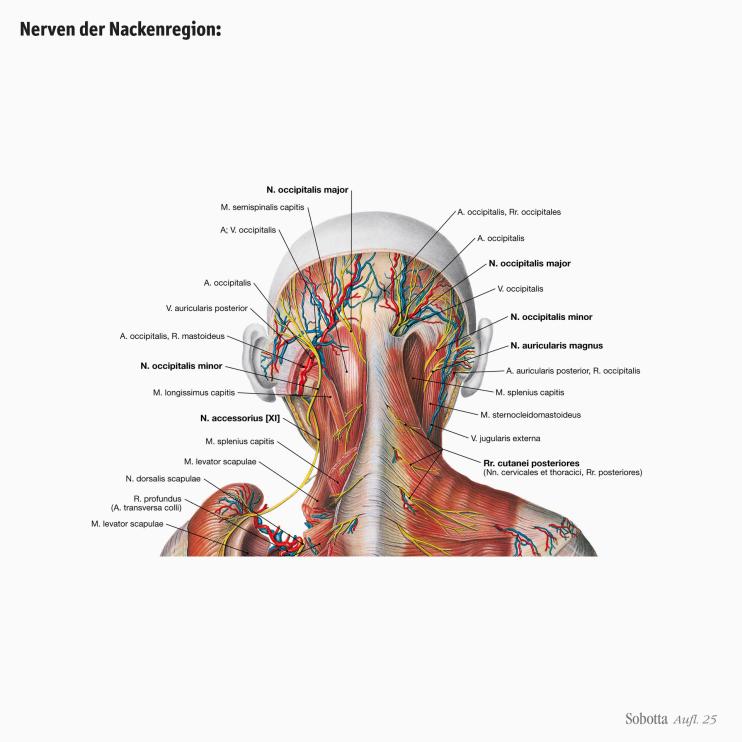 Nerven der Nackenregion:
N. occipitalis major
M. semispinalis capitis
A; V. occipitalis
A. occipitalis
V. auricularis posterior
A. occipitalis, R. mastoideus
N. occipitalis minor
M. longissimus capitis
N. accessorius [XI]
M. splenius capitis
M. levator scapulae
N. dorsalis scapulae
R. profundus
(A. transversa colli)
M. levator scapulae
A. occipitalis, Rr. occipitales
A. occipitalis
N. occipitalis major
V. occipitalis
N. occipitalis minor
N. auricularis magnus
A. auricularis posterior, R. occipitalis
M. splenius capitis
M. sternocleidomastoideus
V. jugularis externa
Rr. cutanei posteriores
(Nn. cervicales et thoracici, Rr. posteriores)
Sobotta Aufl. 25